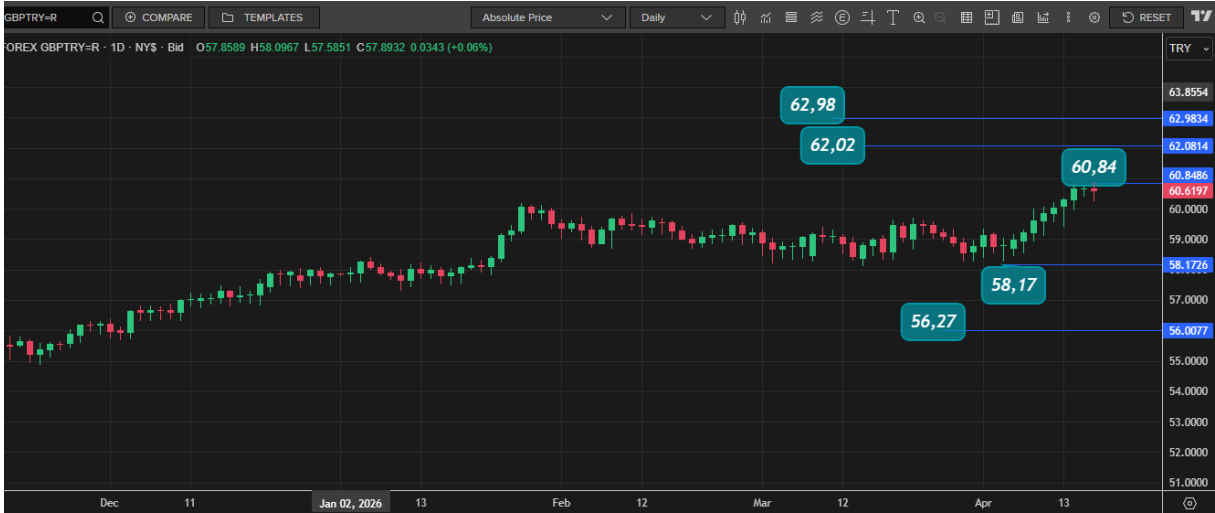 GBPTRY=R
COMPARE
TEMPLATES
Absolute Price
Daily
E
T
RESET
FOREX GBPTRY=R · 1D · NY$ · Bid O57.8589 H58.0967 L57.5851 C57.8932 0.0343 (+0.06%)
TRY
63.8554
62,98
62.9834
62,02
62.0814
60,84
60.8486
60.6197
60.0000
59.0000
58.1726
58,17
57.0000
56,27
56.0077
55.0000
54.0000
53.0000
52.0000
51.0000
Dec 11 Jan 02, 2026 13 Feb 12 Mar 12 Apr 13